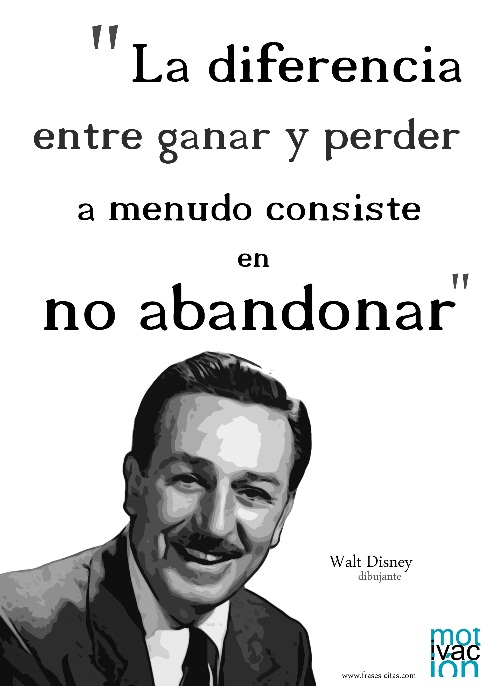 " La diferencia
entre ganar y perder
a menudo consiste
en
no abandonar"
Walt Disney
dibujante
www.frases-citas.com
mot
ivac
ion